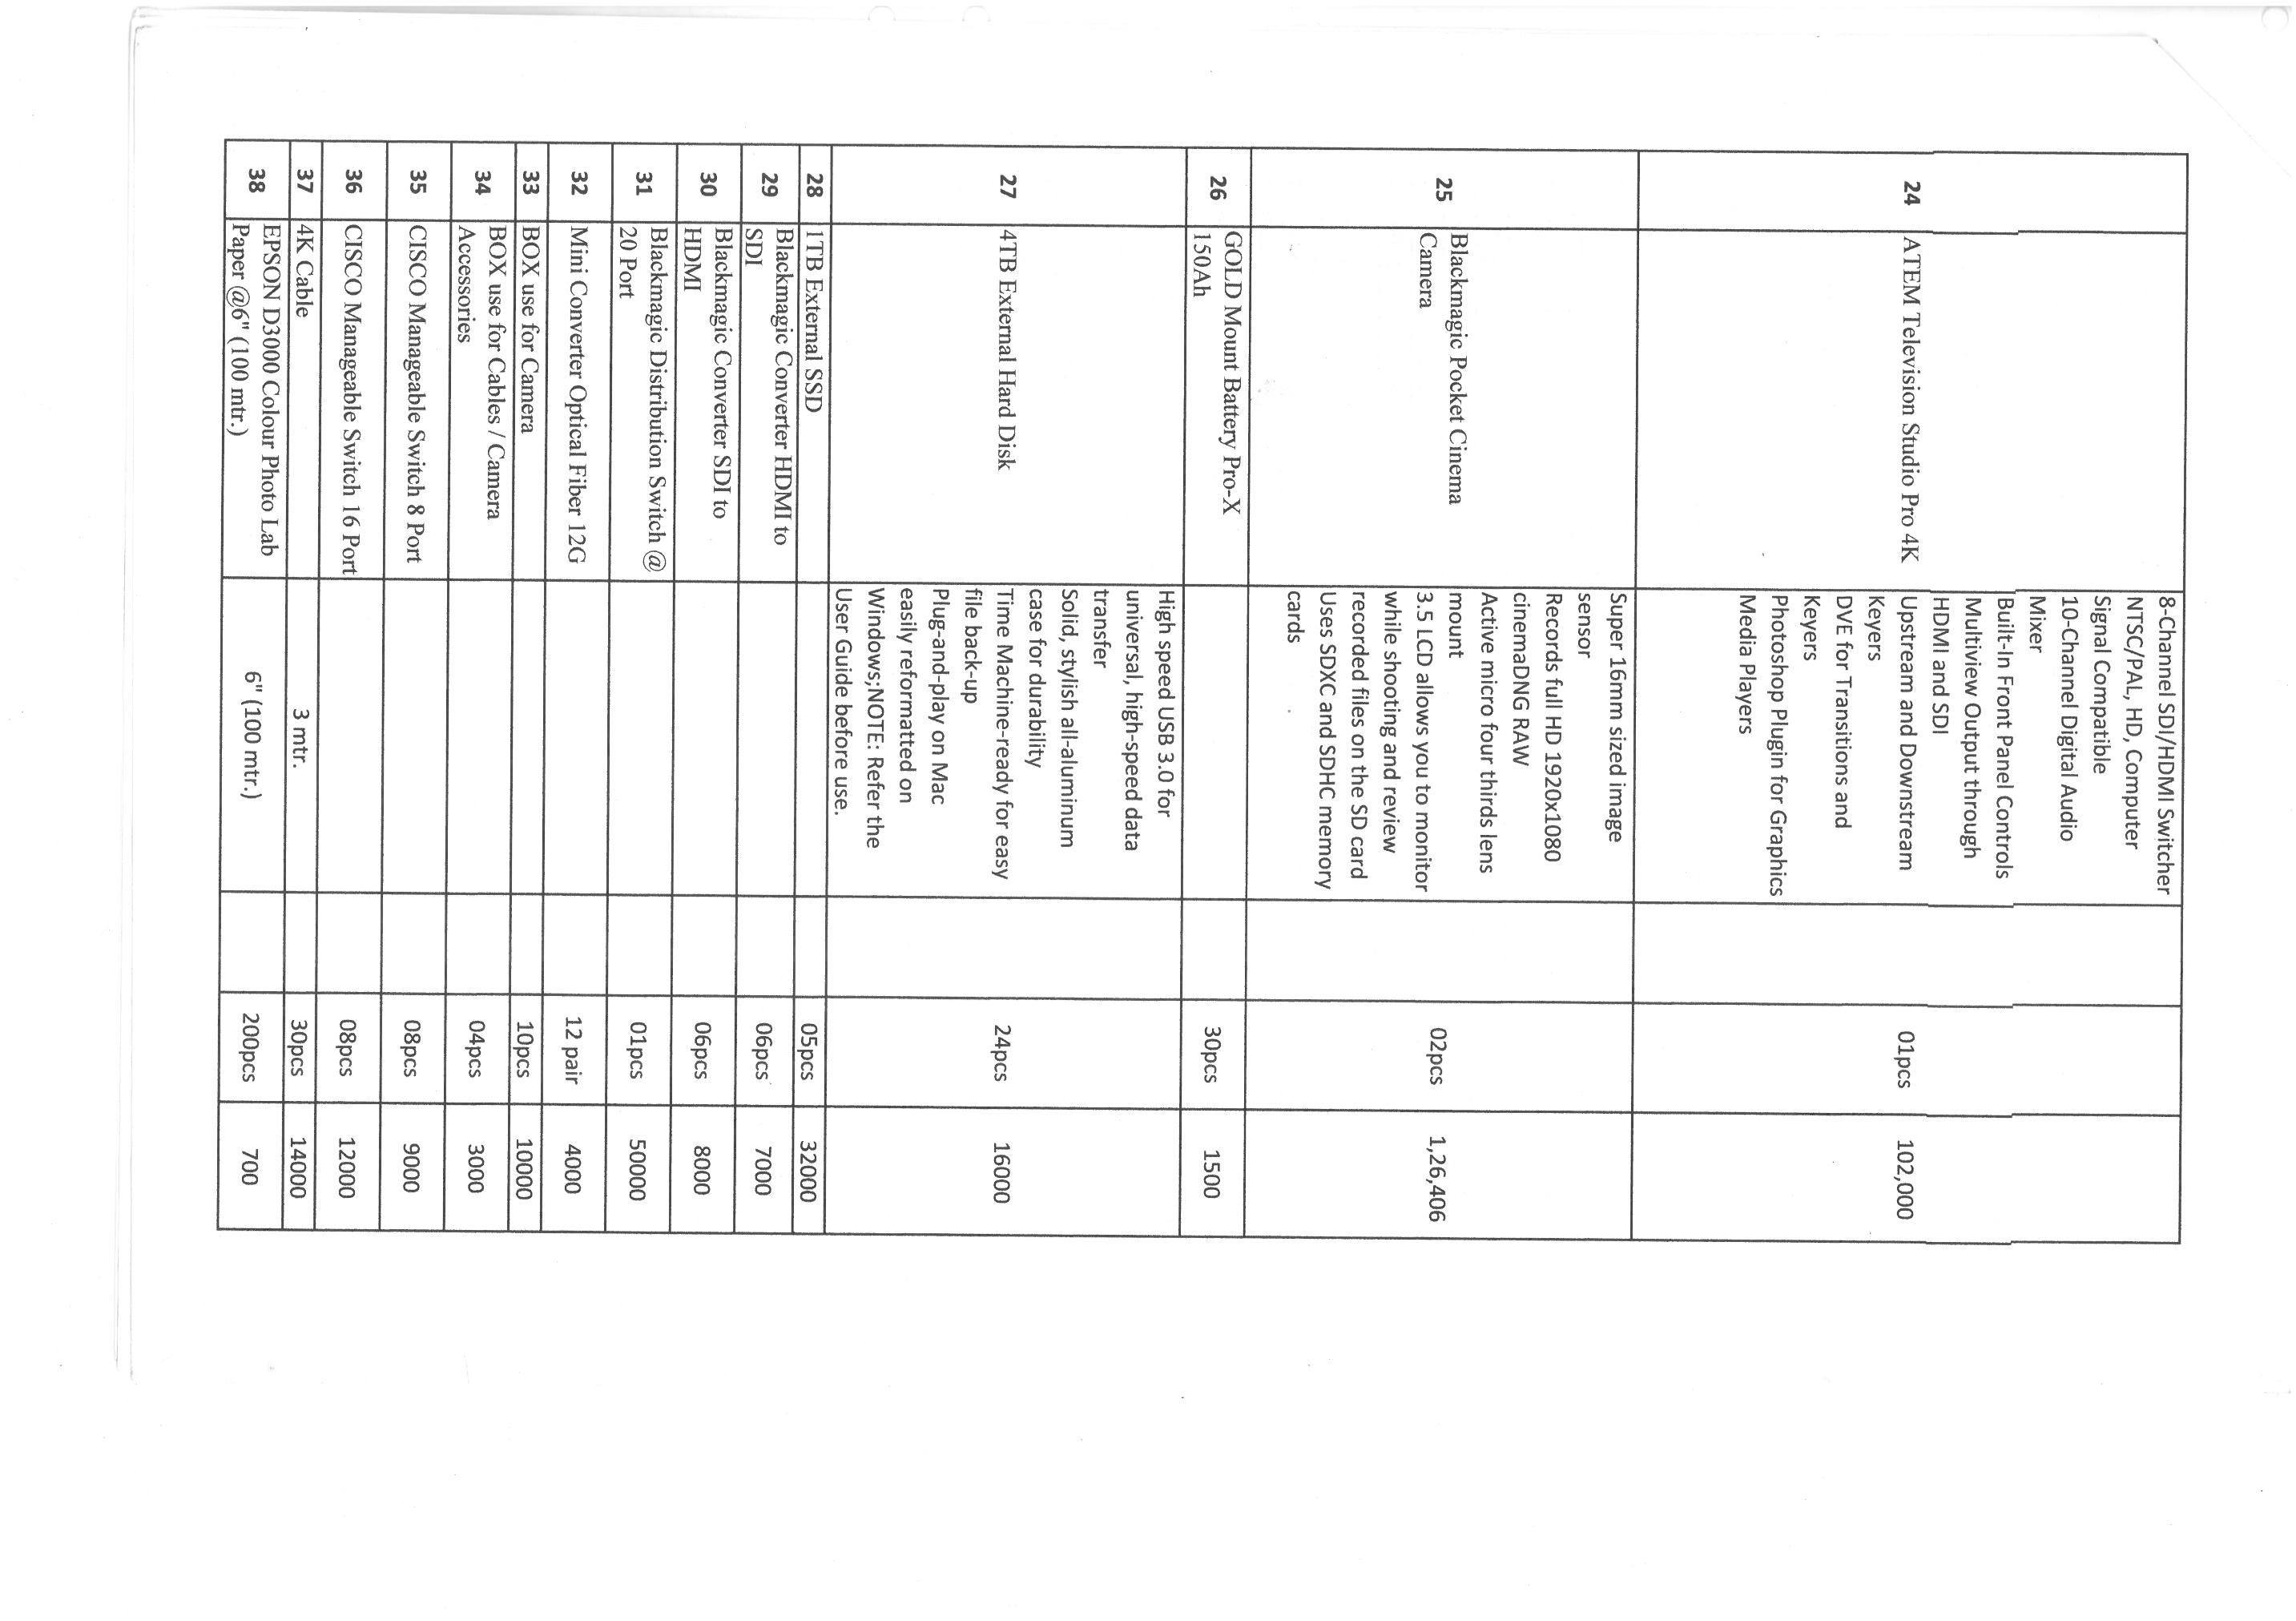 24
ATEM Television Studio Pro 4K
8-Channel SDI/HDMI Switcher
NTSC/PAL, HD, Computer
Signal Compatible
10-Channel Digital Audio
Mixer
Built-In Front Panel Controls
Multiview Output through
HDMI and SDI
Upstream and Downstream
Keyers
DVE for Transitions and
Keyers
Photoshop Plugin for Graphics
Media Players
01pcs
102,000
25
Blackmagic Pocket Cinema
Camera
Super 16mm sized image
sensor
Records full HD 1920x1080
cinemaDNG RAW
Active micro four thirds lens
mount
3.5 LCD allows you to monitor
while shooting and review
recorded files on the SD card
Uses SDXC and SDHC memory
cards
02pcs
1,26,406
26
GOLD Mount Battery Pro-X
150Ah
30pcs
1500
27
4TB External Hard Disk
High speed USB 3.0 for
universal, high-speed data
transfer
Solid, stylish all-aluminum
case for durability
Time Machine-ready for easy
file back-up
Plug-and-play on Mac
easily reformatted on
Windows;NOTE: Refer the
User Guide before use.
24pcs
16000
28
1TB External SSD
05pcs
32000
29
Blackmagic Converter HDMI to
SDI
06pcs
7000
30
Blackmagic Converter SDI to
HDMI
06pcs
8000
31
Blackmagic Distribution Switch @
20 Port
01pcs
50000
32
Mini Converter Optical Fiber 12G
12 pair
4000
33
BOX use for Camera
10pcs
10000
34
BOX use for Cables / Camera
Accessories
04pcs
3000
35
CISCO Manageable Switch 8 Port
08pcs
9000
36
CISCO Manageable Switch 16 Port
08pcs
12000
37
4K Cable
3 mtr.
30pcs
14000
38
EPSON D3000 Colour Photo Lab
Paper @6" (100 mtr.)
6" (100 mtr.)
200pcs
700